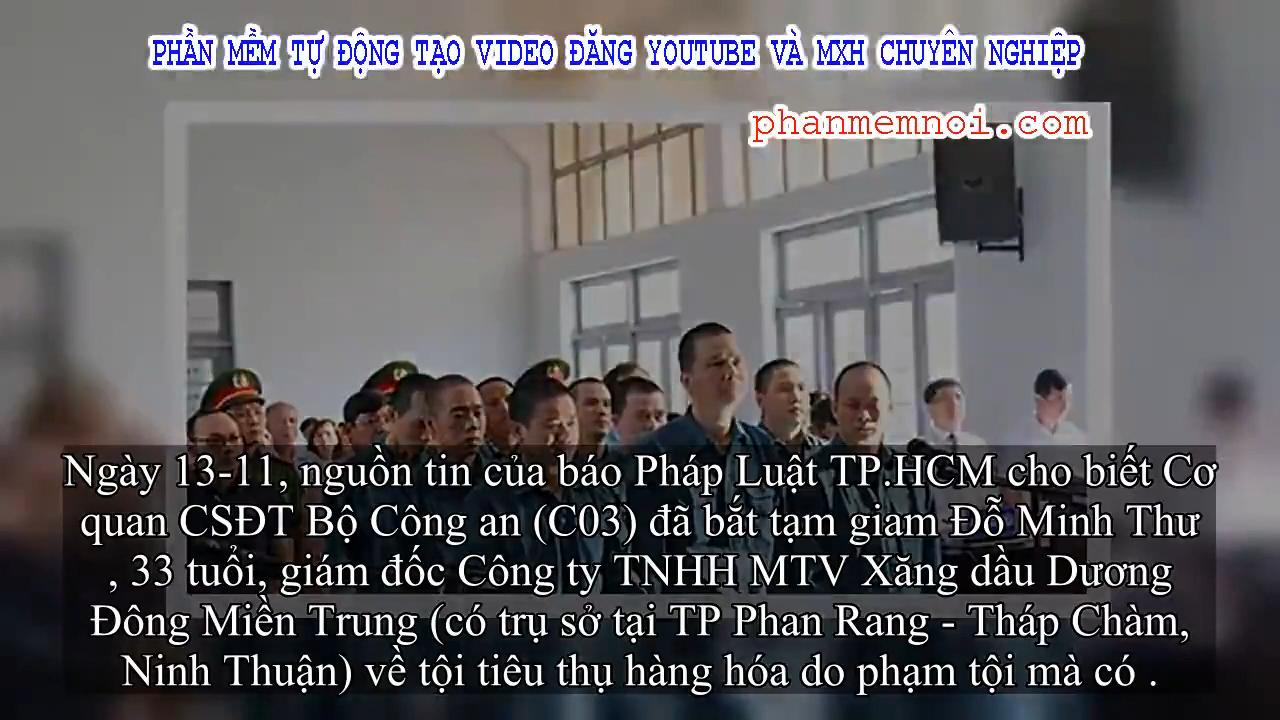 PHẦN MỀM TỰ ĐỘNG TẠO VIDEO ĐĂNG YOUTUBE VÀ MXH CHUYÊN NGHIỆP
phanmemnoi.com
Ngày 13-11, nguồn tin của báo Pháp Luật TP.HCM cho biết Cơ
quan CSĐT Bộ Công an (C03) đã bắt tạm giam Đỗ Minh Thư
, 33 tuổi, giám đốc Công ty TNHH MTV Xăng dầu Dương
Đông Miền Trung (có trụ sở tại TP Phan Rang - Tháp Chàm,
Ninh Thuận) về tội tiêu thụ hàng hóa do phạm tội mà có .